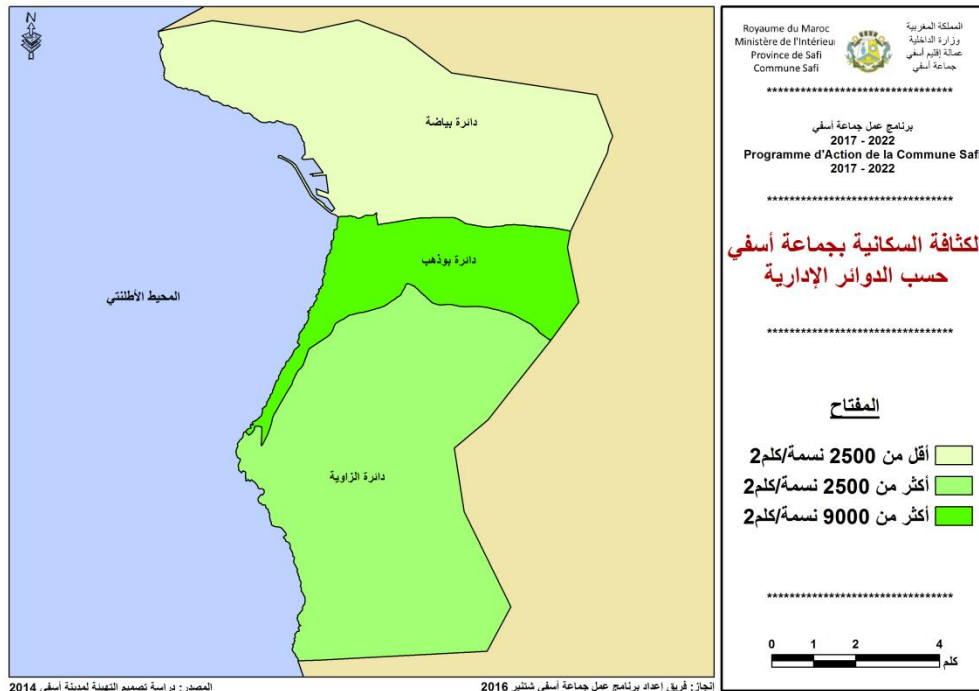 N
دائرة بياضة
دائرة بوذهب
المحيط الأطلنتي
دائرة الزاوية
Royaume du Maroc
Ministère de l'Intérieu
Province de Safi
Commune Safi
المملكة المغربية
وزارة الداخلية
عمالة إقليم أسفي
جماعة أسفي
*********************************
برنامج عمل جماعة أسفي
2017 - 2022
Programme d'Action de la Commune Safi
2017 - 2022
*********************************
لكثافة السكانية بجماعة أسفي
حسب الدوائر الإدارية
*********************************
المفتاح
أقل من 2500 نسمة/كلم2
أكثر من 2500 نسمة/كلم2
أكثر من 9000 نسمة/كلم2
*********************************
0 1 2 4
كلم
إنجاز: فريق إعداد برنامج عمل جماعة أسفي شتنبر 2016
المصدر: دراسة تصميم التهيئة لمدينة أسفي 2014